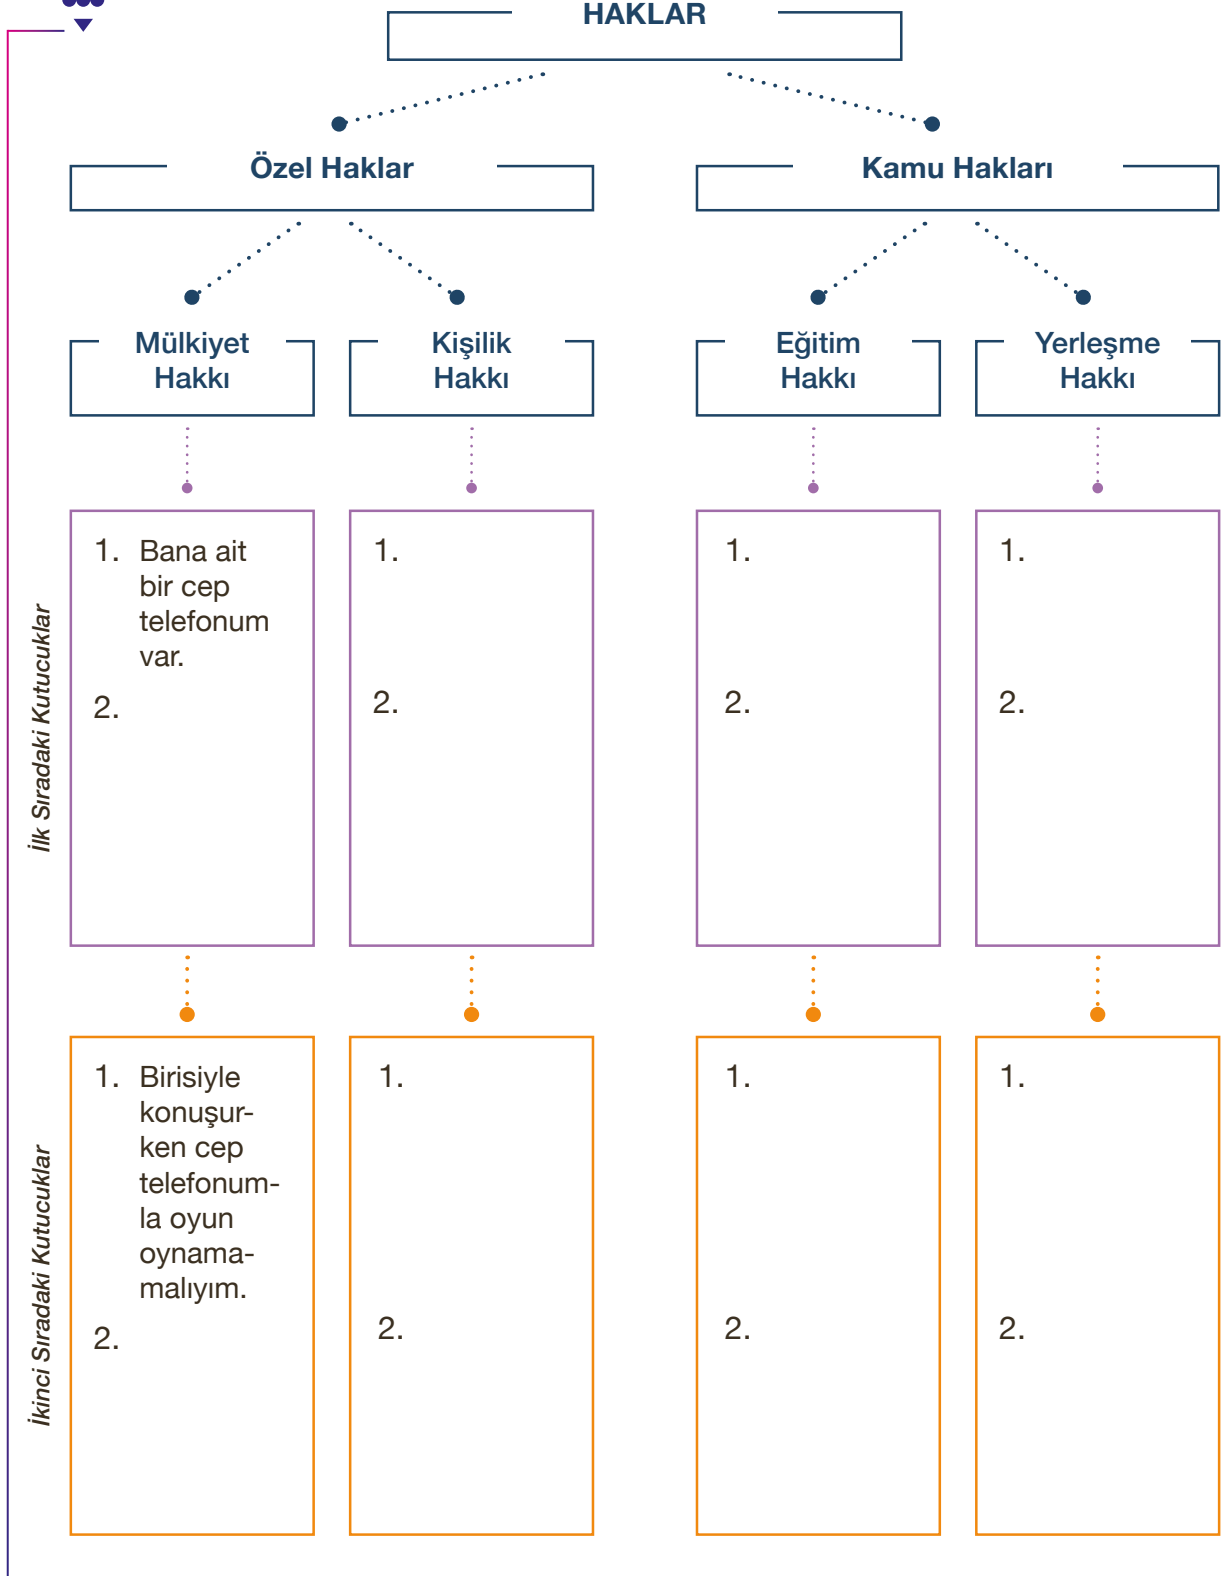 HAKLAR
Özel Haklar
Kamu Hakları
Mülkiyet
Hakkı
Kişilik
Hakkı
Eğitim
Hakkı
Yerleşme
Hakkı
İlk Sıradaki Kutucuklar
1. Bana ait
bir cep
telefonum
var.
2.
1.
2.
1.
2.
1.
2.
İkinci Sıradaki Kutucuklar
1. Birisiyle
konuşur-
ken cep
telefonum-
la oyun
oynama-
malıyım.
2.
1.
2.
1.
2.
1.
2.